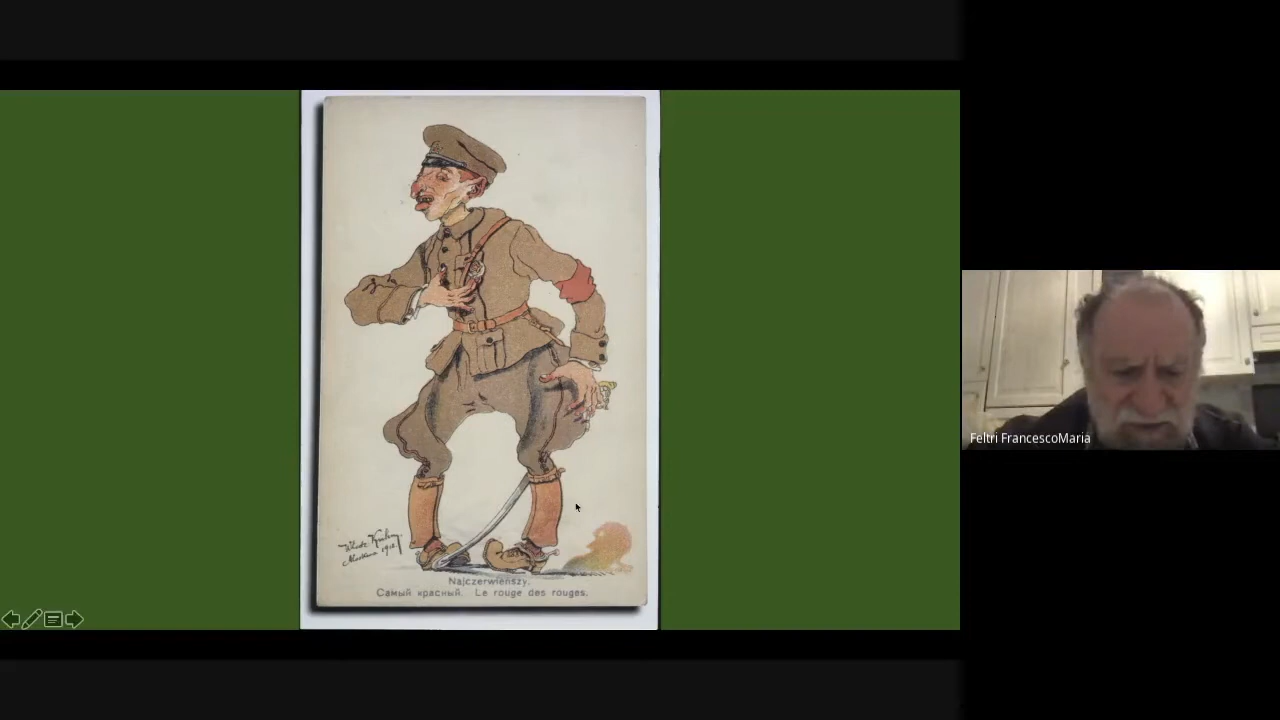 Najczerwieńszy.
Самый красный. Le rouge des rouges.
Feltri FrancescoMaria